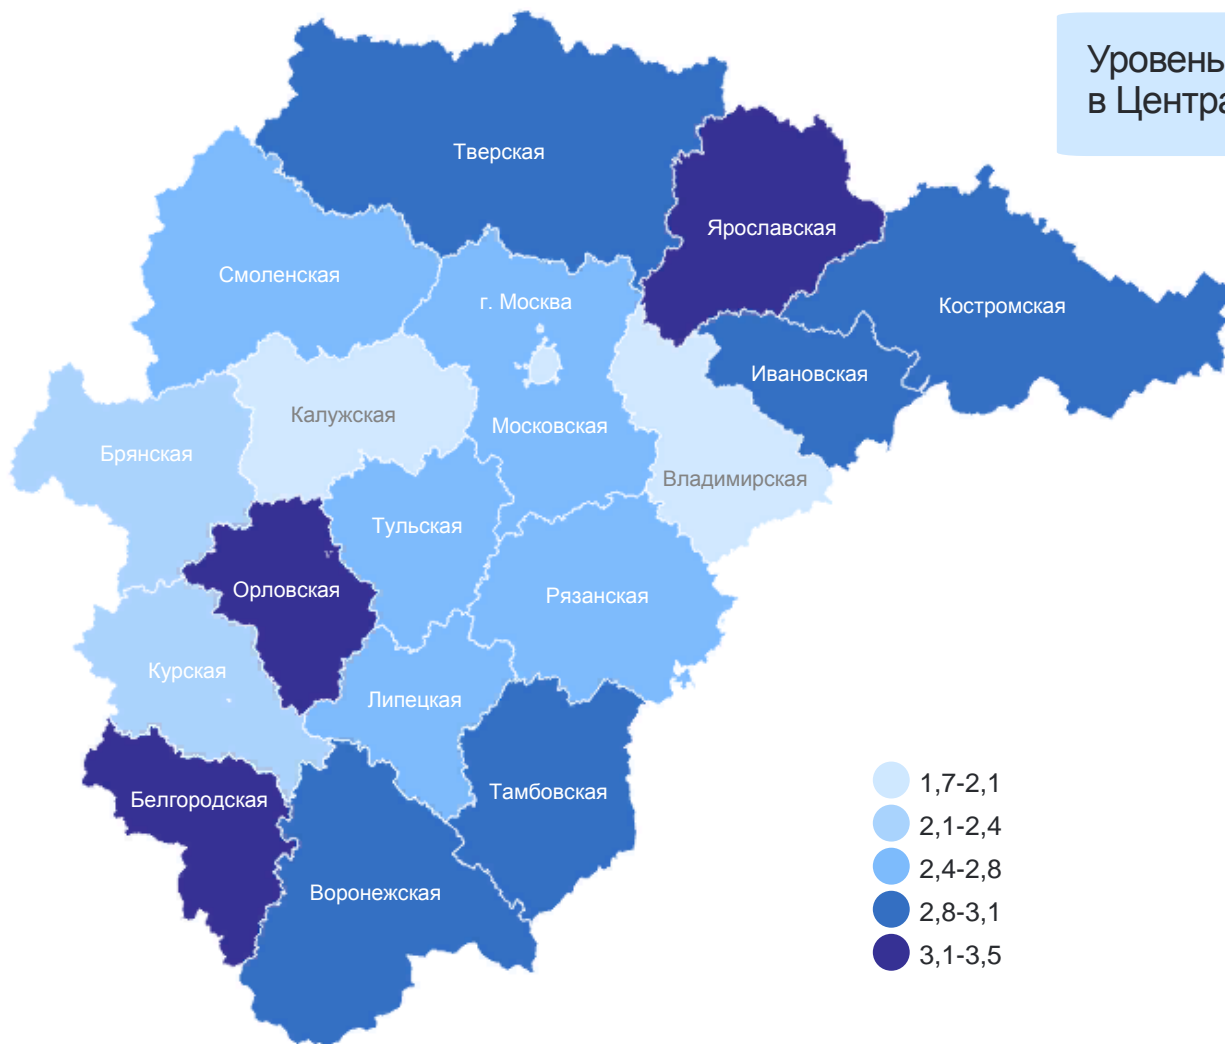 Уровень
в Центра
Тверская
Ярославская
Смоленская
г. Москва
Костромская
Ивановская
Калужская
Московская
Брянская
Владимирская
Тульская
Орловская
Рязанская
Курская
Липецкая
Белгородская
Тамбовская
Воронежская
1,7-2,1
2,1-2,4
2,4-2,8
2,8-3,1
3,1-3,5